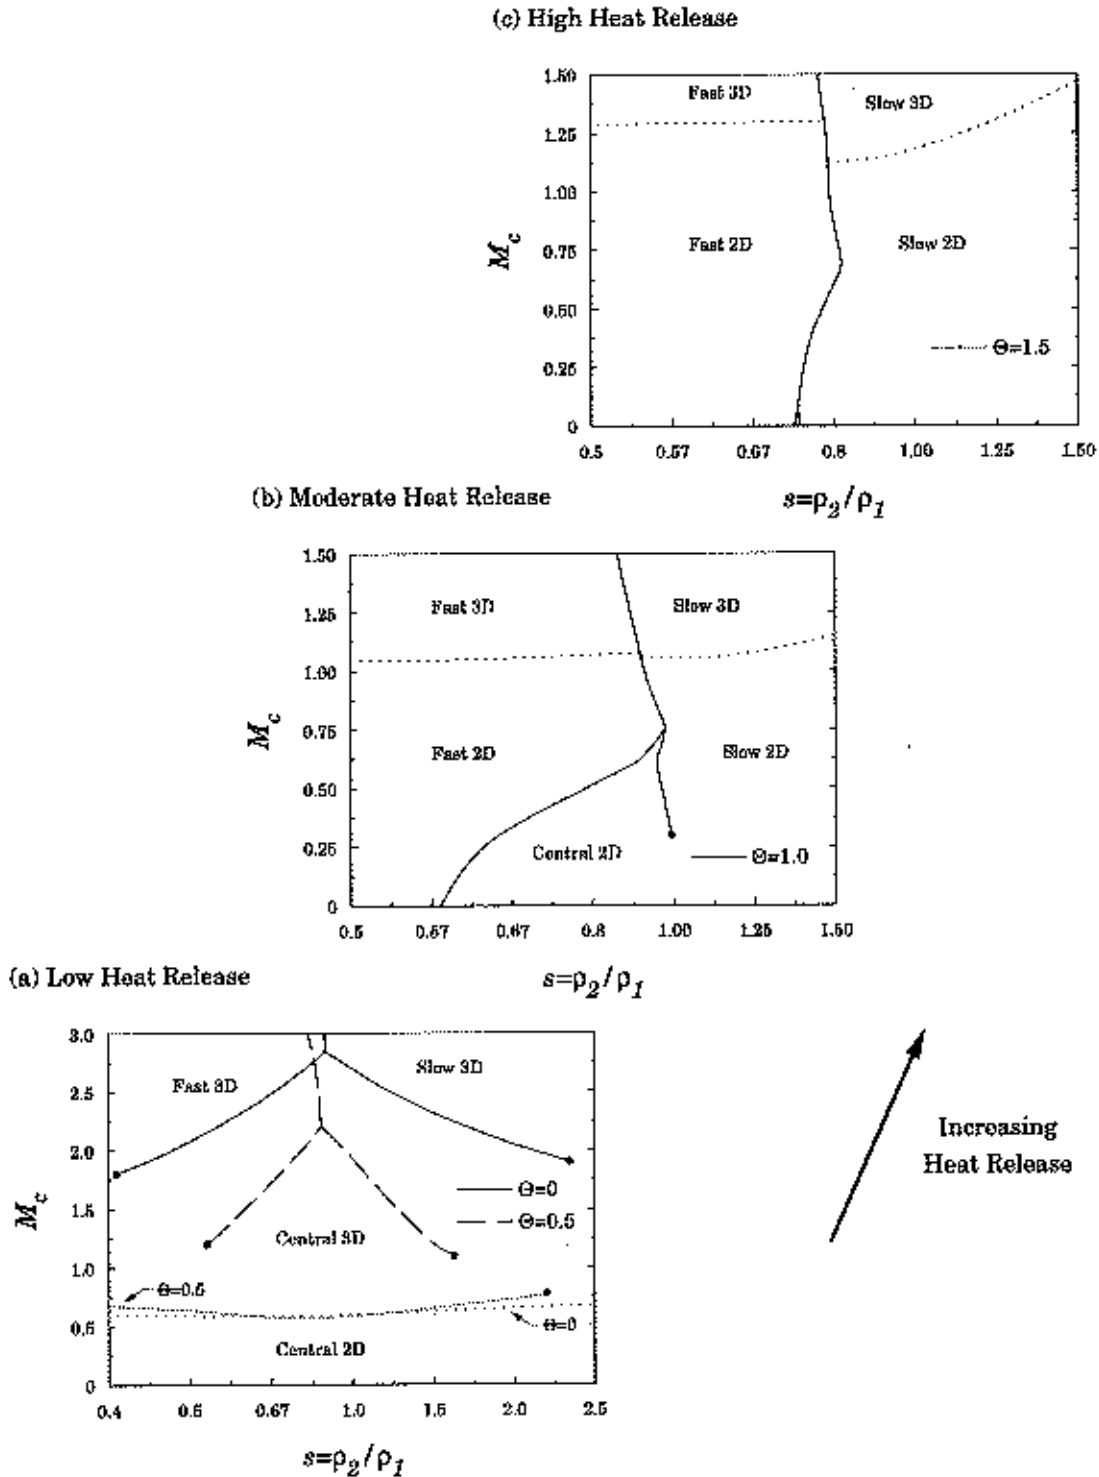 (c) High Heat Release
1.50
Fast 3D
Slow 3D
1.25
1.00
M_c
Fast 2D
Slow 2D
0.75
0.50
Θ=1.5
0.25
0
0.5 0.57 0.67 0.8 1.00 1.25 1.50
s=ρ_2/ρ_1
(b) Moderate Heat Release
1.50
Fast 3D
Slow 3D
1.25
1.00
M_c
0.75
Fast 2D
Slow 2D
0.50
0.25
Central 2D
Θ=1.0
0
0.5 0.57 0.67 0.8 1.00 1.25 1.50
s=ρ_2/ρ_1
(a) Low Heat Release
3.0
Fast 3D
Slow 3D
2.5
2.0
M_c
Θ=0
1.5
Θ=0.5
Central 3D
1.0
Θ=0.5
0.5
Θ=0
Central 2D
0
0.4 0.5 0.67 1.0 1.5 2.0 2.5
s=ρ_2/ρ_1
Increasing
Heat Release